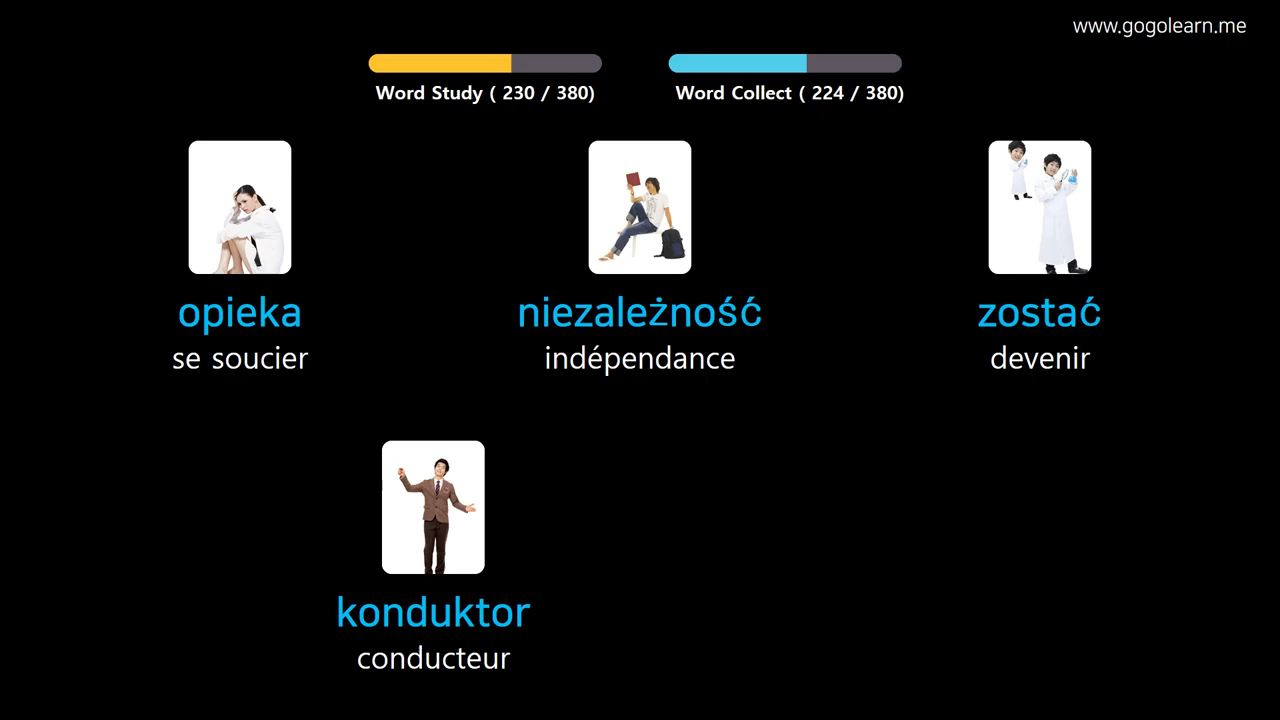 www.gogolearn.me
Word Study ( 230 / 380)
Word Collect ( 224 / 380)
opieka
se soucier
niezależność
indépendance
zostać
devenir
konduktor
conducteur